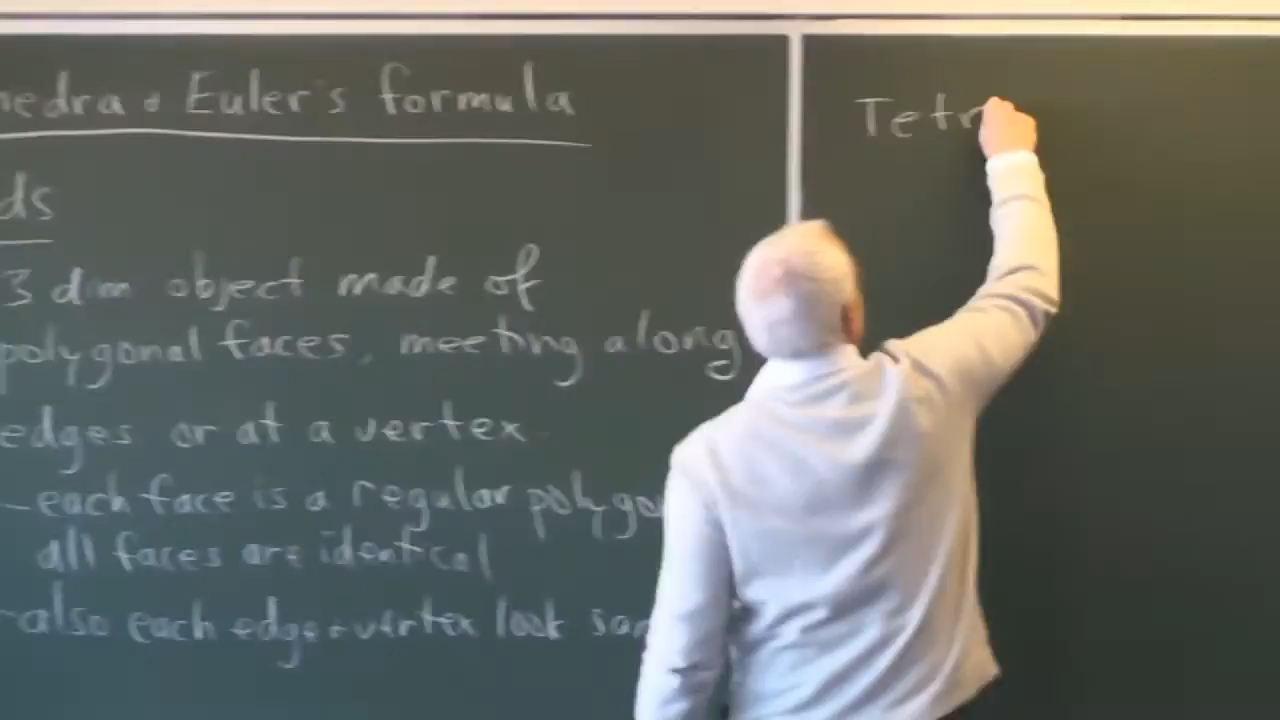 hedra + Euler's formula
ds
3 dim object made of
polygonal faces, meeting along
edges or at a vertex.
- each face is a regular polygo
all faces are identical
- also each edge + vertex look sam
Tetr